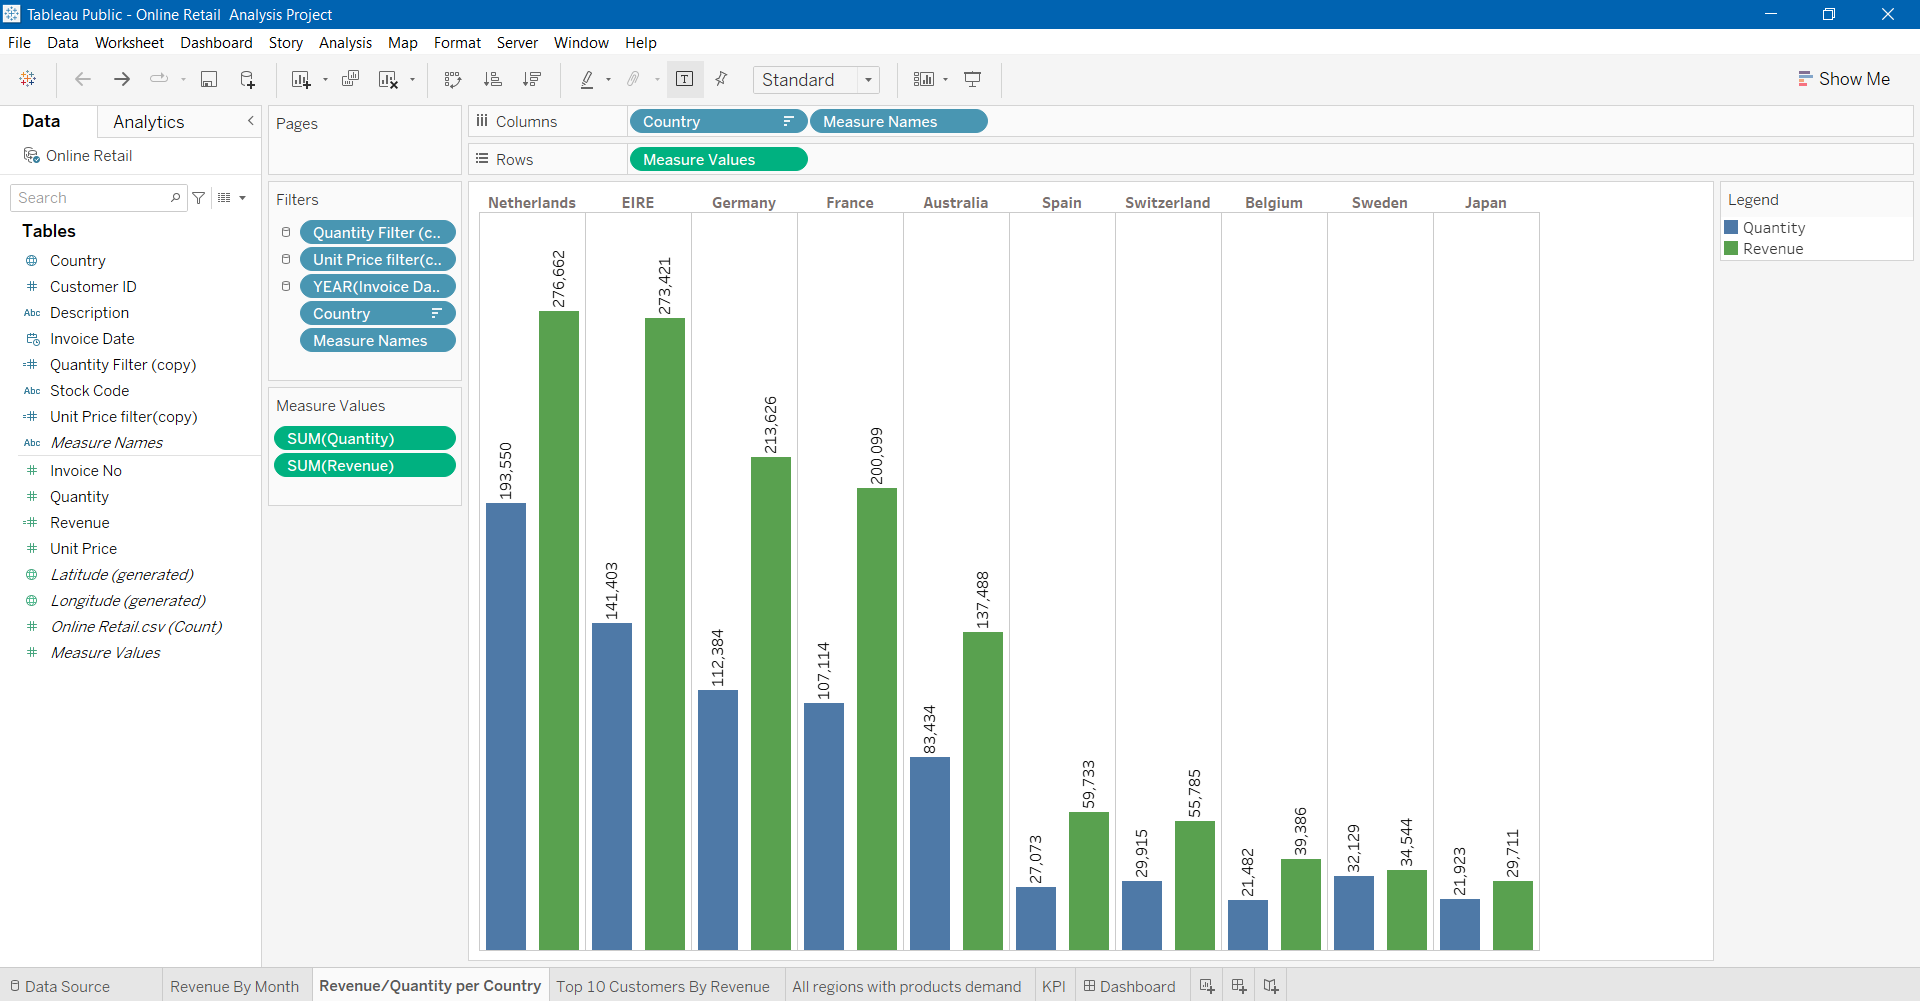 Tableau Public - Online Retail  Analysis Project
File Data Worksheet Dashboard Story Analysis Map Format Server Window Help
Standard
Show Me
Data Analytics
Online Retail
Search
Tables
Country
Customer ID
Abc Description
Invoice Date
Quantity Filter (copy)
Abc Stock Code
Unit Price filter(copy)
Abc Measure Names
Invoice No
Quantity
Revenue
Unit Price
Latitude (generated)
Longitude (generated)
Online Retail.csv (Count)
Measure Values
Pages
Filters
Quantity Filter (c..
Unit Price filter(c..
YEAR(Invoice Da..
Country
Measure Names
Measure Values
SUM(Quantity)
SUM(Revenue)
Columns Country Measure Names
Rows Measure Values
Netherlands EIRE Germany France Australia Spain Switzerland Belgium Sweden Japan
193,550
276,662
141,403
273,421
112,384
213,626
107,114
200,099
83,434
137,488
27,073
59,733
29,915
55,785
21,482
39,386
32,129
34,544
21,923
29,711
Legend
Quantity
Revenue
Data Source Revenue By Month Revenue/Quantity per Country Top 10 Customers By Revenue All regions with products demand KPI Dashboard